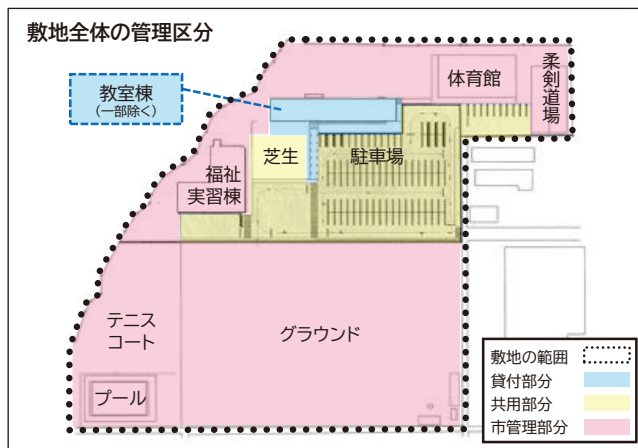 敷地全体の管理区分
教室棟
(一部除く)
体育館
柔剣道場
芝生
駐車場
福祉
実習棟
テニス
コート
グラウンド
プール
敷地の範囲
貸付部分
共用部分
市管理部分